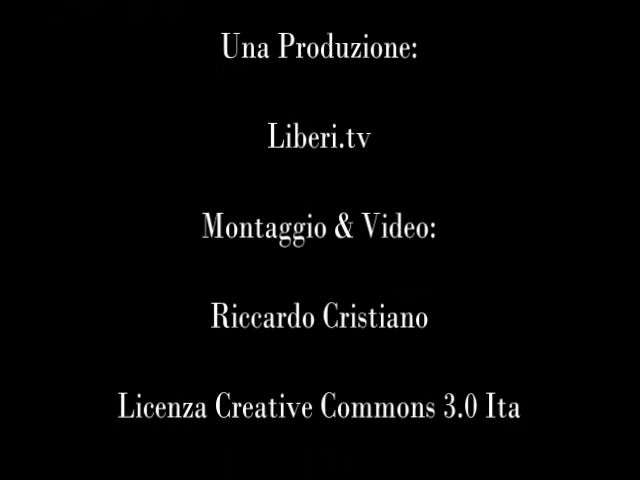 Una Produzione:
Liberi.tv
Montaggio & Video:
Riccardo Cristiano
Licenza Creative Commons 3.0 Ita